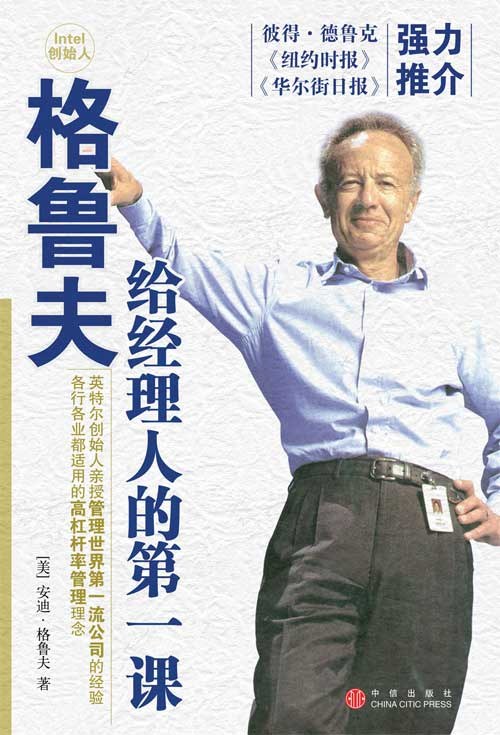 Intel
创始人
格鲁夫
给经理人的第一课
彼得·德鲁克
《纽约时报》
《华尔街日报》
强力
推介
英特尔创始人亲授管理世界第一流公司的经验
各行各业都适用的高杠杆率管理理念
[美] 安迪·格鲁夫 著
中信出版社
CHINA CITIC PRESS